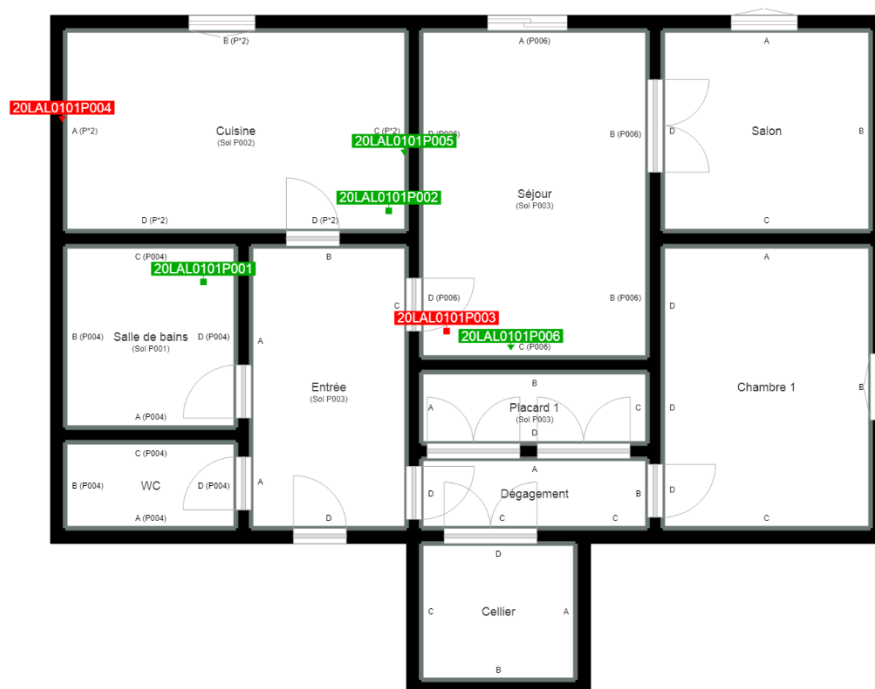 B (P*2)
A (P006)
A
20LAL0101P004
A (P*2)
Cuisine
(Sol P002)
C (P*2)
D (P006)
20LAL0101P005
B (P006)
D
Salon
B
20LAL0101P002
Séjour
(Sol P003)
D (P*2)
D (P*2)
C
C (P004)
B
A
20LAL0101P001
D (P006)
B (P006)
C
D
20LAL0101P003
B (P004)
Salle de bains
(Sol P001)
D (P004)
A
20LAL0101P006
C (P006)
Entrée
(Sol P003)
B
Chambre 1
B
A
Placard 1
(Sol P003)
C
D
D
A (P004)
D
C (P004)
A
B (P004)
WC
D (P004)
A
D
Dégagement
B
D
A (P004)
D
C
C
C
D
C
Cellier
A
B